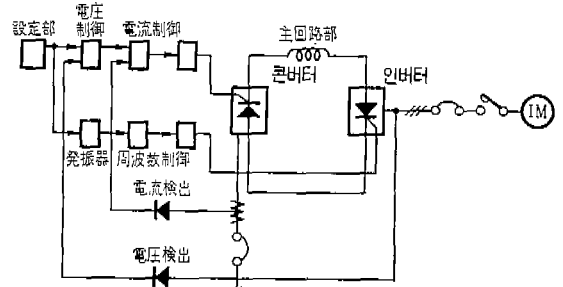 電圧
制御
電流制御
設定部
主回路部
콘버터
인버터
IM
発振器
周波数制御
電流検出
電圧検出